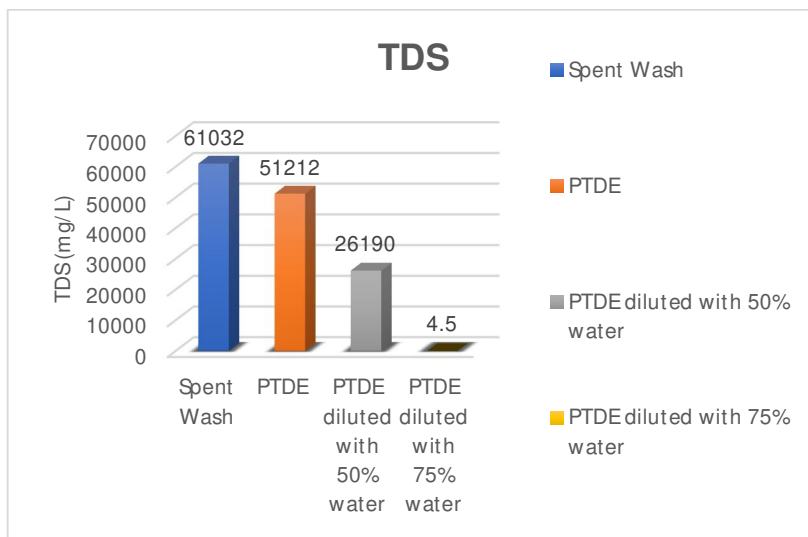 TDS
Spent Wash
PTDE
PTDE diluted with 50%
water
PTDE diluted with 75%
water
TDS(mg/L)
70000
60000
50000
40000
30000
20000
10000
0
61032
51212
26190
4.5
Spent
Wash
PTDE
PTDE
diluted
with
50%
water
PTDE
diluted
with
75%
water